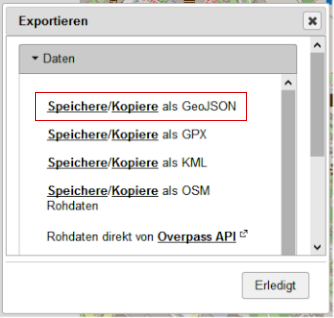 Exportieren
Daten
Speichere/Kopiere als GeoJSON
Speichere/Kopiere als GPX
Speichere/Kopiere als KML
Speichere/Kopiere als OSM
Rohdaten
Rohdaten direkt von Overpass API
Erledigt